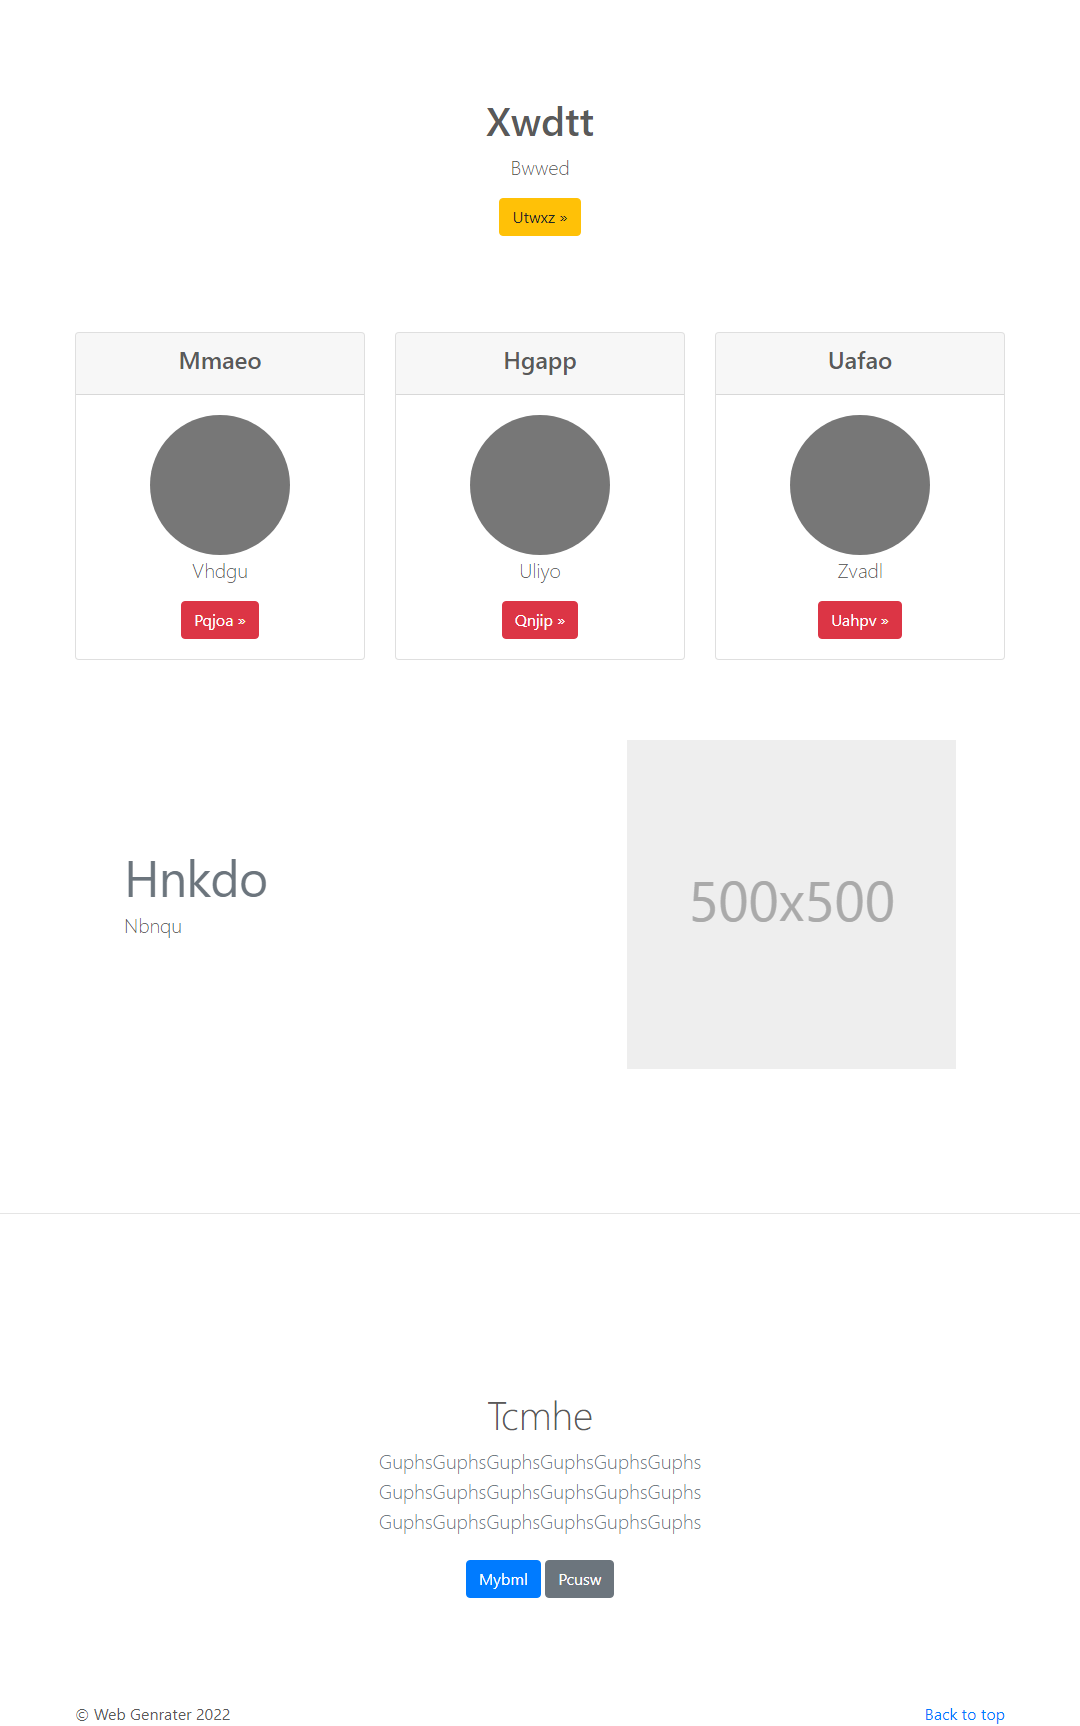 Xwdtt
Bwwed
Utwxz »
Mmaeo
Hgapp
Uafao
Vhdgu
Uliyo
Zvadl
Pqjoa »
Qnjip »
Uahpv »
Hnkdo
Nbnqu
500x500
Tcmhe
GuphsGuphsGuphsGuphsGuphsGuphs
GuphsGuphsGuphsGuphsGuphsGuphs
GuphsGuphsGuphsGuphsGuphsGuphs
Mybml
Pcusw
© Web Genrater 2022
Back to top